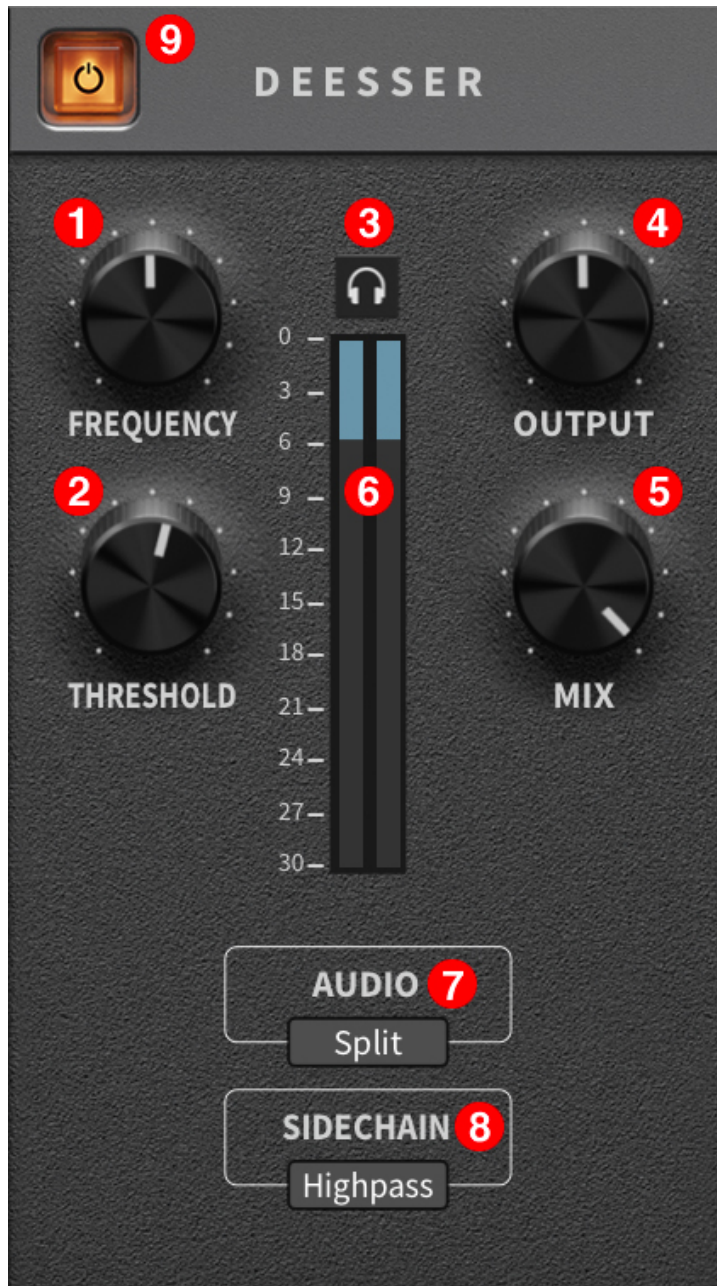 9
DEESSER
1
3
4
FREQUENCY
OUTPUT
2
6
5
THRESHOLD
MIX
0
3
6
9
12
15
18
21
24
27
30
AUDIO 7
Split
SIDECHAIN 8
Highpass